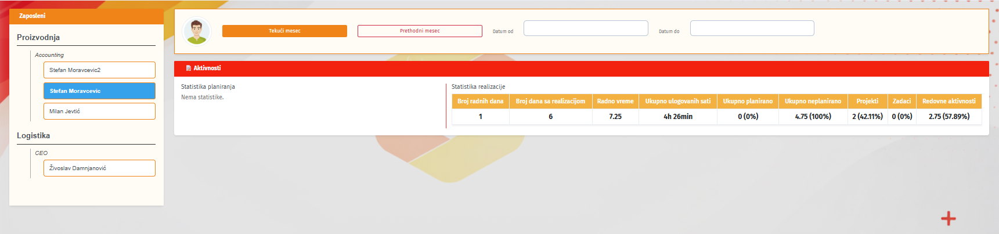 Zaposleni
Proizvodnja
Accounting
Stefan Moravcevic2
Stefan Moravcevic
Milan Jevtić
Logistika
CEO
Živoslav Damnjanović
Tekući mesec
Prethodni mesec
Datum od
Datum do
Aktivnosti
Statistika planiranja
Nema statistike.
Statistika realizacije
Broj radnih dana Broj dana sa realizacijom Radno vreme Ukupno ulogovanih sati Ukupno planirano Ukupno neplanirano Projekti Zadaci Redovne aktivnosti
1 6 7.25 4h 26min 0 (0%) 4.75 (100%) 2 (42.11%) 0 (0%) 2.75 (57.89%)